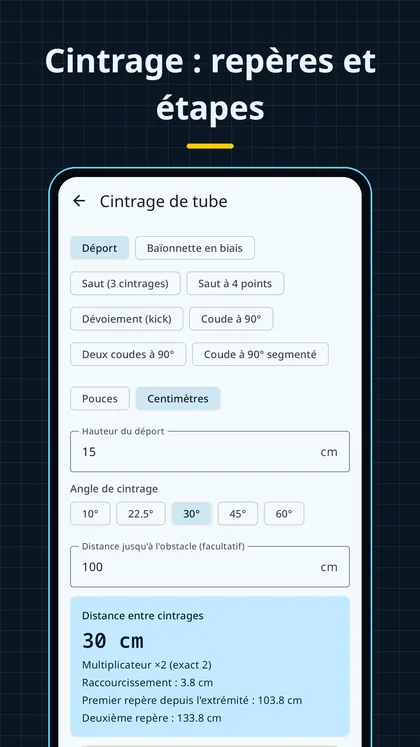 Cintrage : repères et
étapes
Cintrage de tube
Déport
Baïonnette en biais
Saut (3 cintrages)
Saut à 4 points
Dévoiement (kick)
Coude à 90°
Deux coudes à 90°
Coude à 90° segmenté
Pouces
Centimètres
Hauteur du déport
15 cm
Angle de cintrage
10°
22.5°
30°
45°
60°
Distance jusqu'à l'obstacle (facultatif)
100 cm
Distance entre cintrages
30 cm
Multiplicateur ×2 (exact 2)
Raccourcissement : 3.8 cm
Premier repère depuis l'extrémité : 103.8 cm
Deuxième repère : 133.8 cm